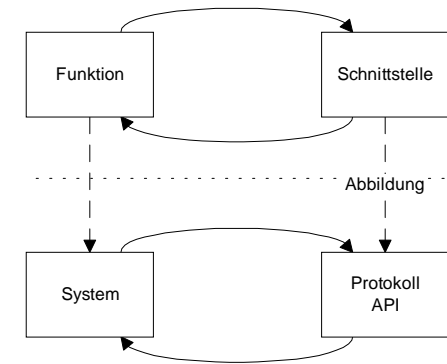 Funktion
Schnittstelle
Abbildung
System
Protokoll
API